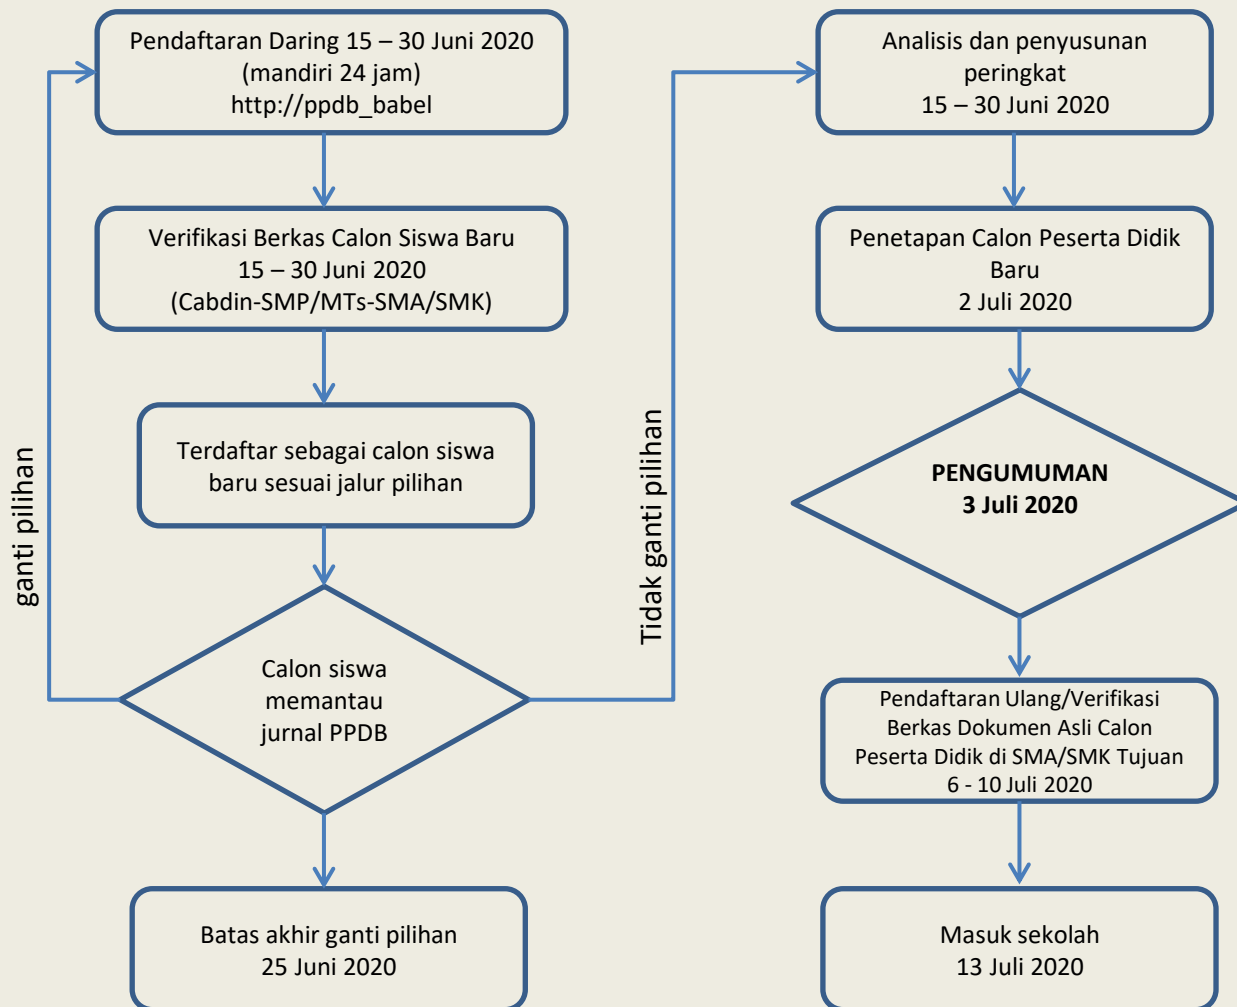 Pendaftaran Daring 15 – 30 Juni 2020
(mandiri 24 jam)
http://ppdb_babel
Verifikasi Berkas Calon Siswa Baru
15 – 30 Juni 2020
(Cabdin-SMP/MTs-SMA/SMK)
Terdaftar sebagai calon siswa
baru sesuai jalur pilihan
ganti pilihan
Calon siswa
memantau
jurnal PPDB
Batas akhir ganti pilihan
25 Juni 2020
Tidak ganti pilihan
Analisis dan penyusunan
peringkat
15 – 30 Juni 2020
Penetapan Calon Peserta Didik
Baru
2 Juli 2020
PENGUMUMAN
3 Juli 2020
Pendaftaran Ulang/Verifikasi
Berkas Dokumen Asli Calon
Peserta Didik di SMA/SMK Tujuan
6 - 10 Juli 2020
Masuk sekolah
13 Juli 2020